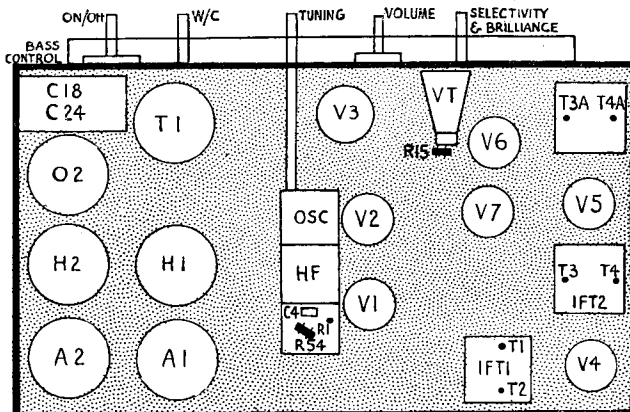 ON/Off
W/C
TUNING
VOLUME
SELECTIVITY
& BRILLIANCE
BASS
CONTROL
C18
C24
T1
V3
VT
T3A T4A
R15
V6
O2
OSC
V2
V7
V5
H2
H1
HF
T3 T4
IFT2
V1
C4
R1
R54
A2
A1
T1
IFT1
T2
V4